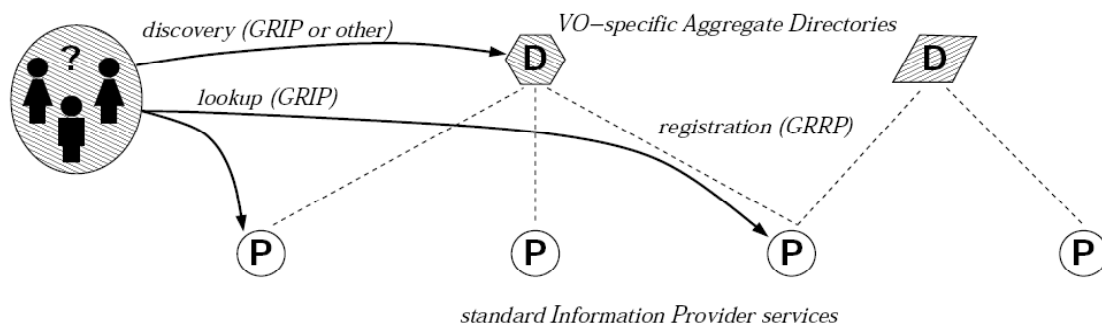 discovery (GRIP or other)
VO-specific Aggregate Directories
?
D
D
lookup (GRIP)
registration (GRRP)
P
P
P
P
standard Information Provider services